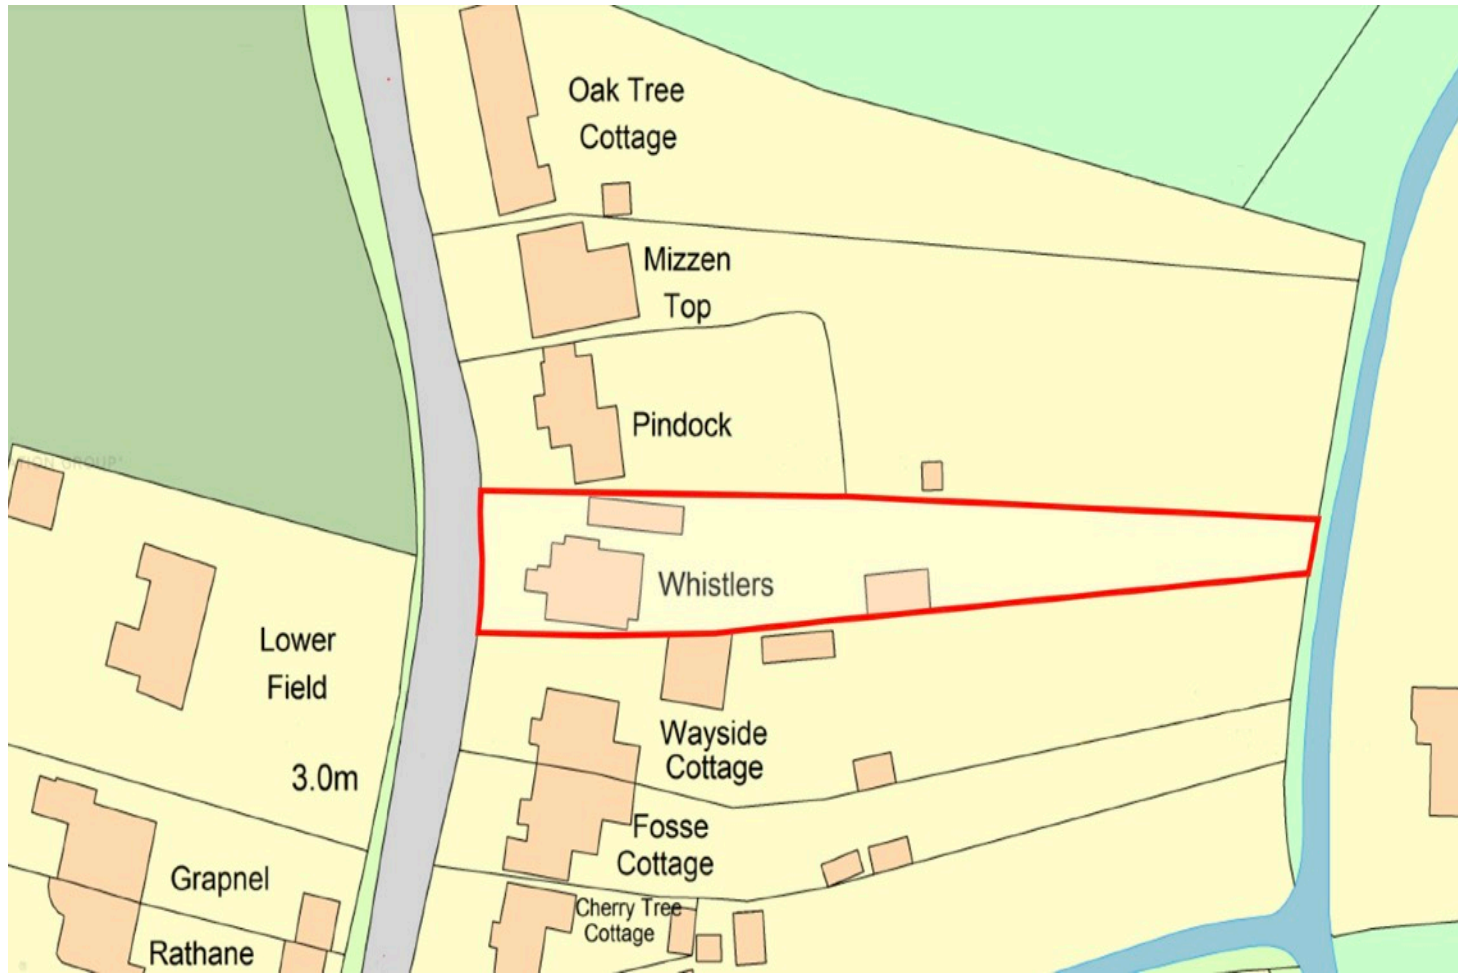 Oak Tree
Cottage
Mizzen
Top
Pindock
Whistlers
Lower
Field
3.0m
Wayside
Cottage
Fosse
Cottage
Grapnel
Cherry Tree
Cottage
Rathane